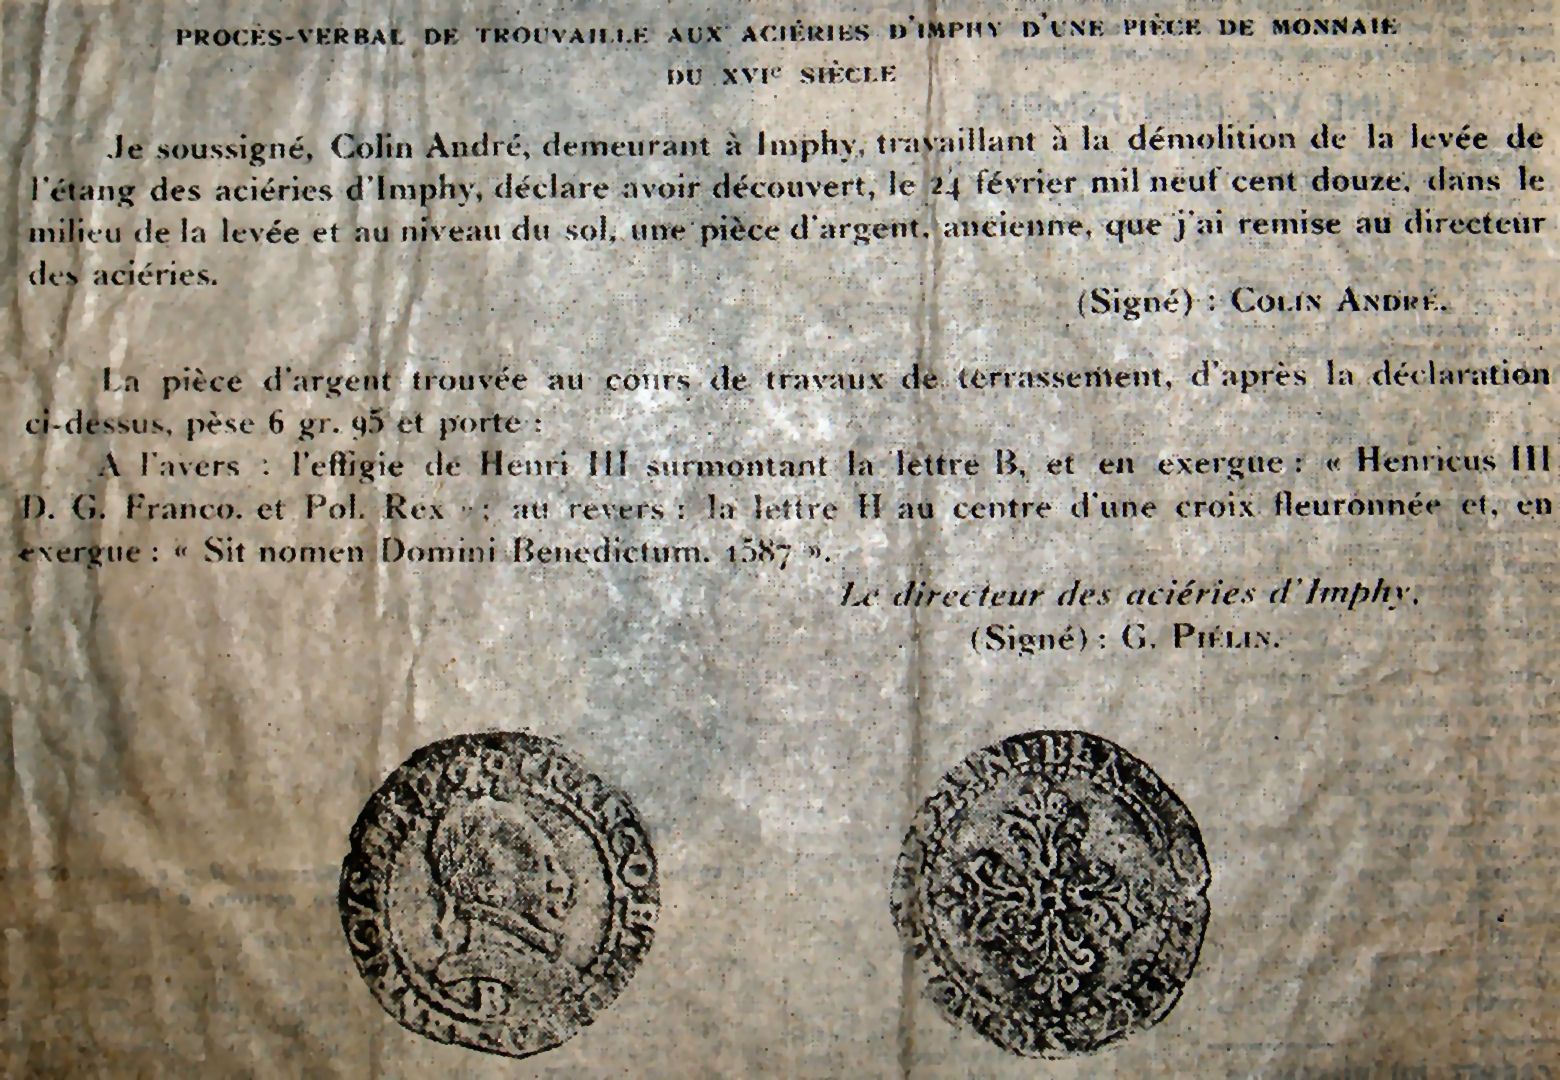 PROCÈS-VERBAL DE TROUVAILLE AUX ACIÉRIES D'IMPHY D'UNE PIÈCE DE MONNAIE
DU XVIe SIÈCLE
Je soussigné, Colin André, demeurant à Imphy, travaillant à la démolition de la levée de
l'étang des aciéries d'Imphy, déclare avoir découvert, le 24 février mil neuf cent douze, dans le
milieu de la levée et au niveau du sol, une pièce d'argent, ancienne, que j'ai remise au directeur
des aciéries.
(Signé) : COLIN ANDRÉ.
La pièce d'argent trouvée au cours de travaux de terrassement, d'après la déclaration
ci-dessus, pèse 6 gr. 95 et porte :
A l'avers : l'effigie de Henri III surmontant la lettre B, et en exergue : « Henricus III
D. G. Franco. et Pol. Rex » ; au revers : la lettre H au centre d'une croix fleuronnée et, en
exergue : « Sit nomen Domini Benedictum. 1587 ».
Le directeur des aciéries d'Imphy,
(Signé) : G. PIÉLIN.
FRANCO. ET
B
BEN